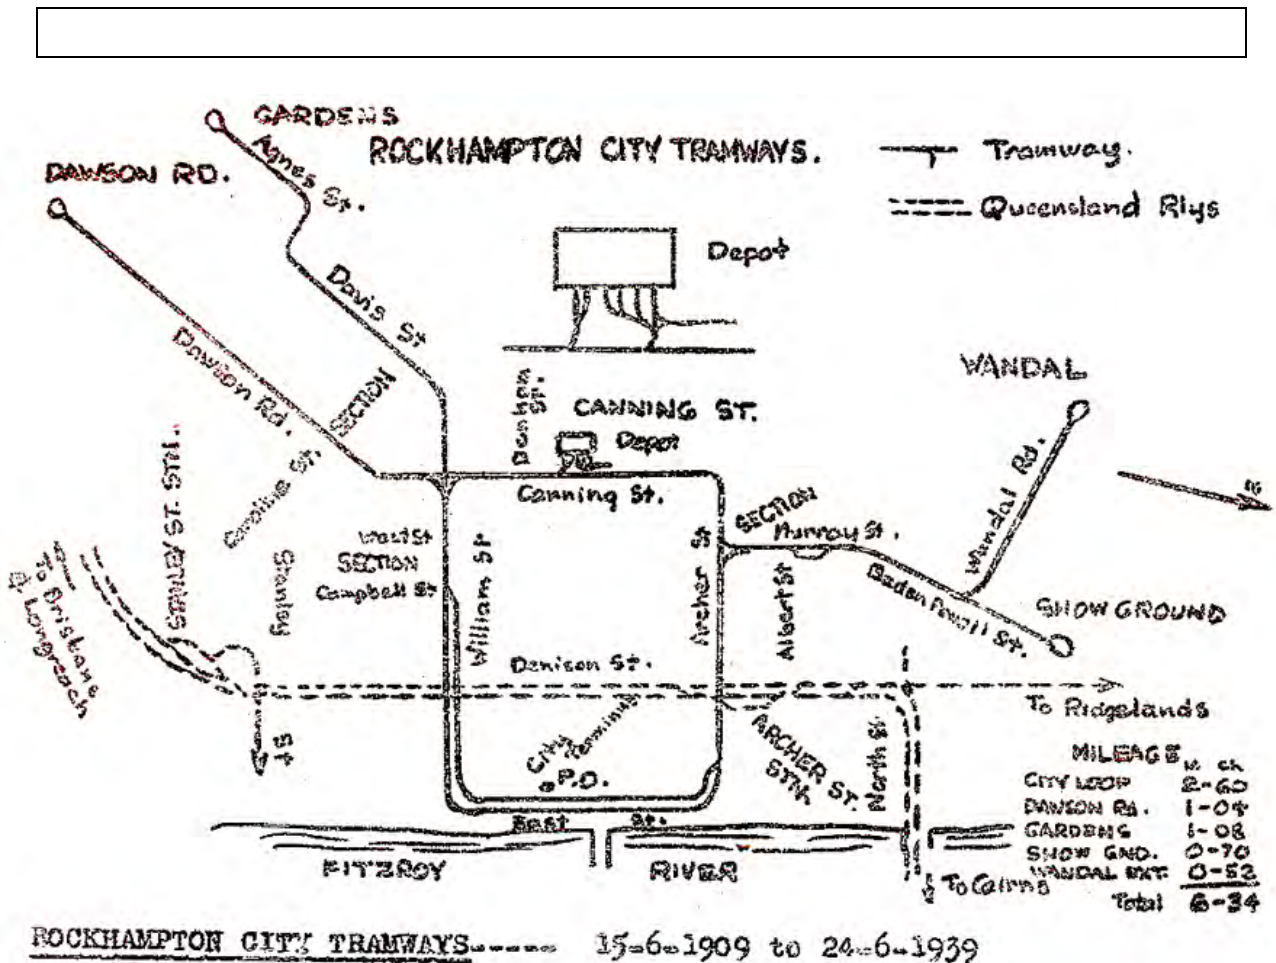 GARDENS
ROCKHAMPTON CITY TRAMWAYS.
Tramway.
Queensland Rlys
DAWSON RD.
Agnes St.
Depot
Davis St
Dawson Rd.
SECTION
Denham St.
CANNING ST.
Depot
WANDAL
Canning St.
Caroline St.
STANLEY ST. STN.
Stanley St
Ward St
SECTION
Campbell St
William St
Archer St
SECTION
Murray St.
Albert St
Wandal Rd.
Baden Powell St.
SHOW GROUND
To Brisbane & Longreach
Denison St.
To Ridgelands
City Terminus
P.O.
ARCHER ST. STN.
North St
East St.
FITZROY RIVER
To Cairns
MILEAGE M ch
CITY LOOP 2-60
DAWSON Rd. 1-04
GARDENS 1-08
SHOW GND. 0-70
WANDAL EXT. 0-52
Total 6-34
ROCKHAMPTON CITY TRAMWAYS----- 15-6-1909 to 24-6-1939